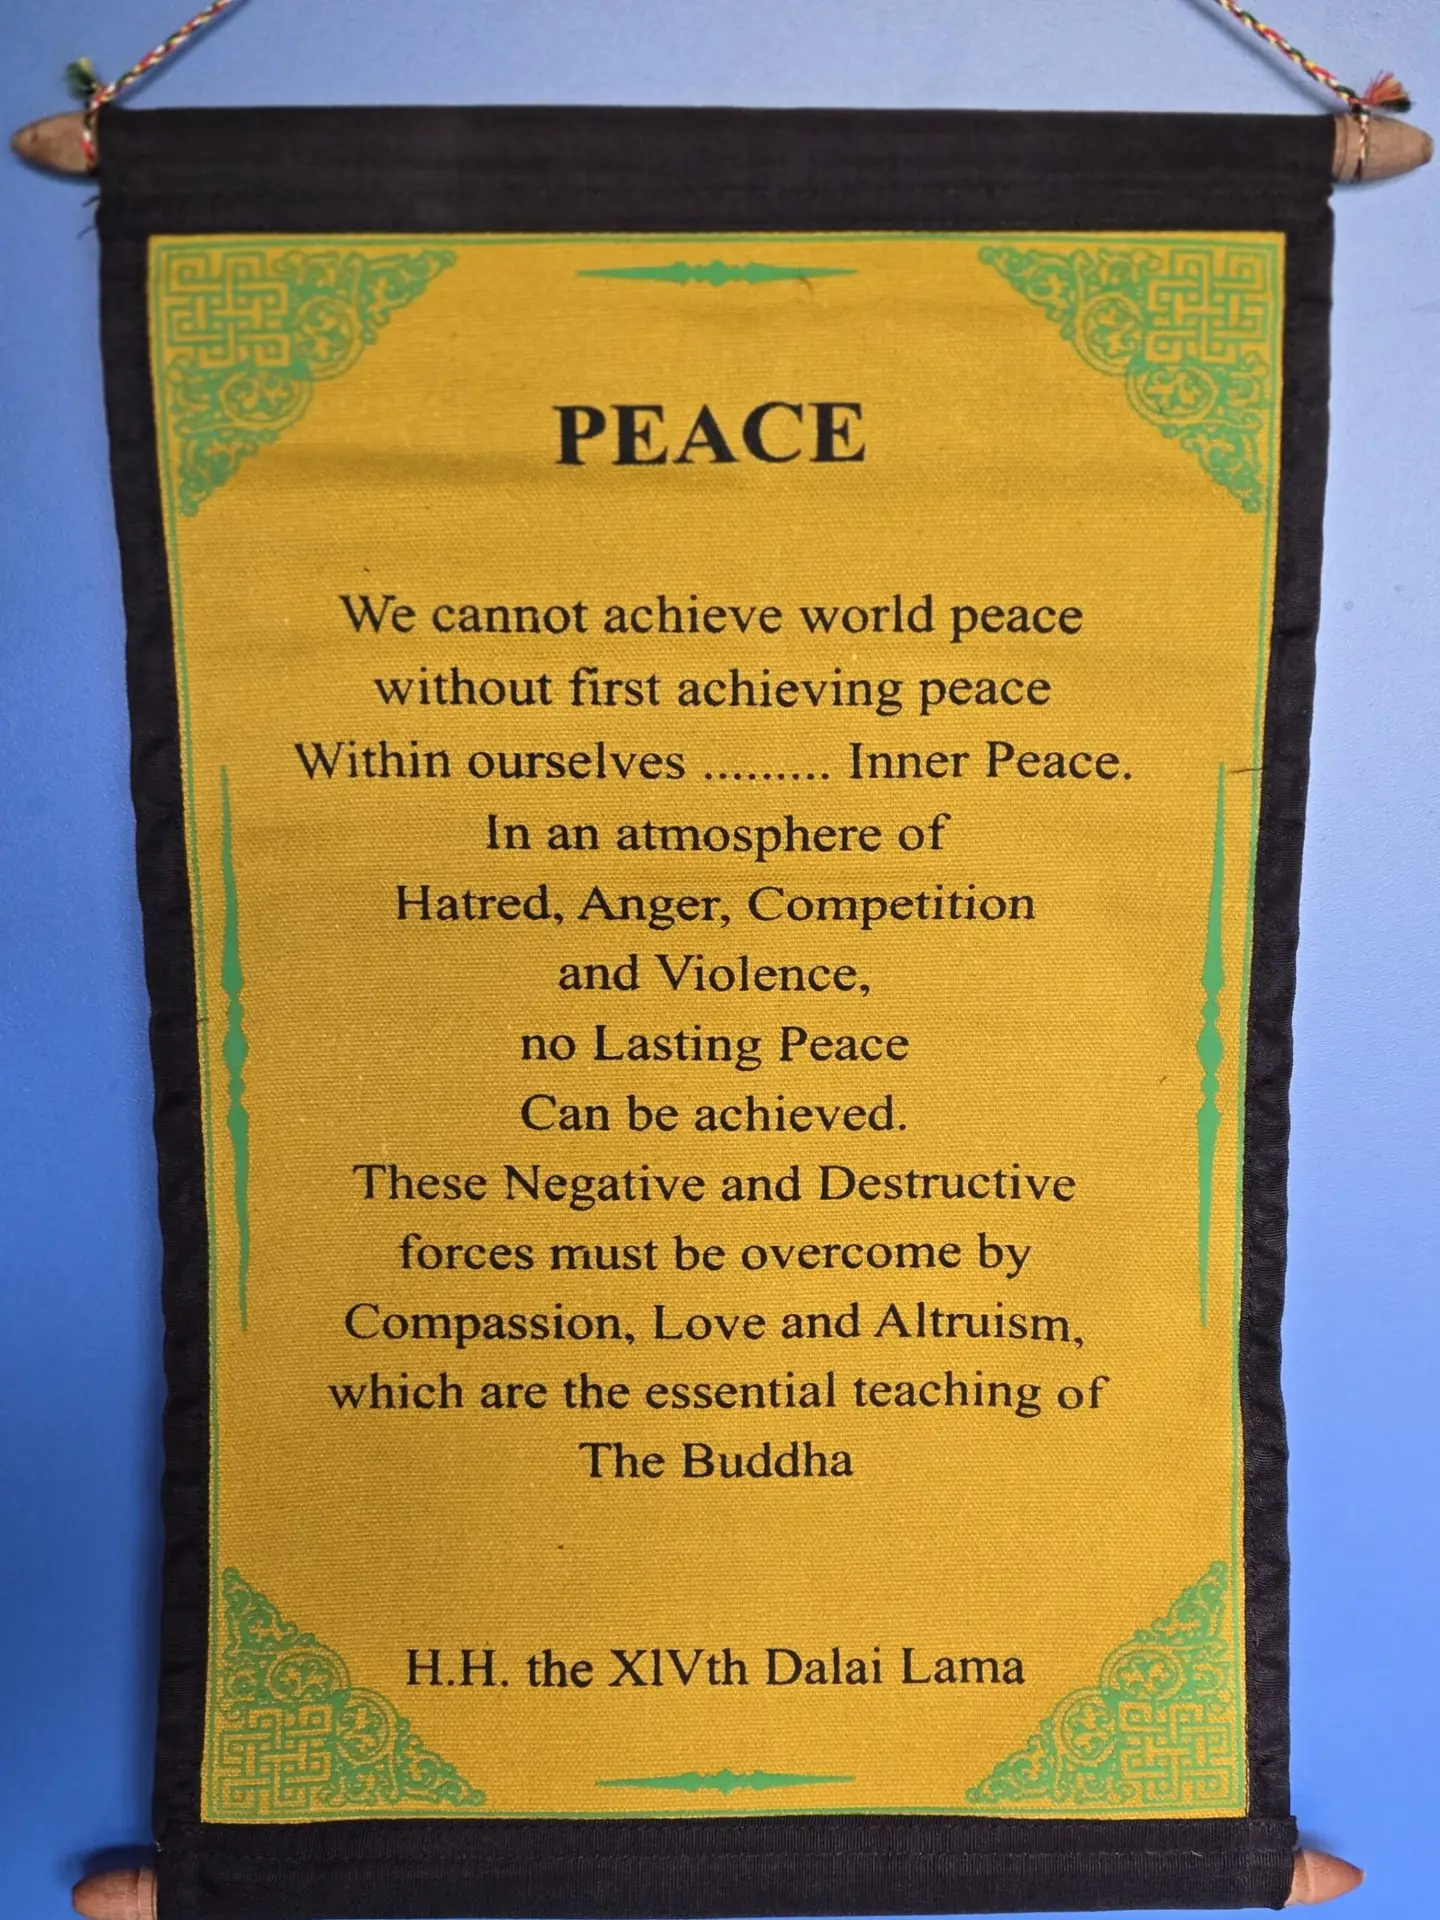 PEACE
We cannot achieve world peace
without first achieving peace
Within ourselves ......... Inner Peace.
In an atmosphere of
Hatred, Anger, Competition
and Violence,
no Lasting Peace
Can be achieved.
These Negative and Destructive
forces must be overcome by
Compassion, Love and Altruism,
which are the essential teaching of
The Buddha
H.H. the XlVth Dalai Lama